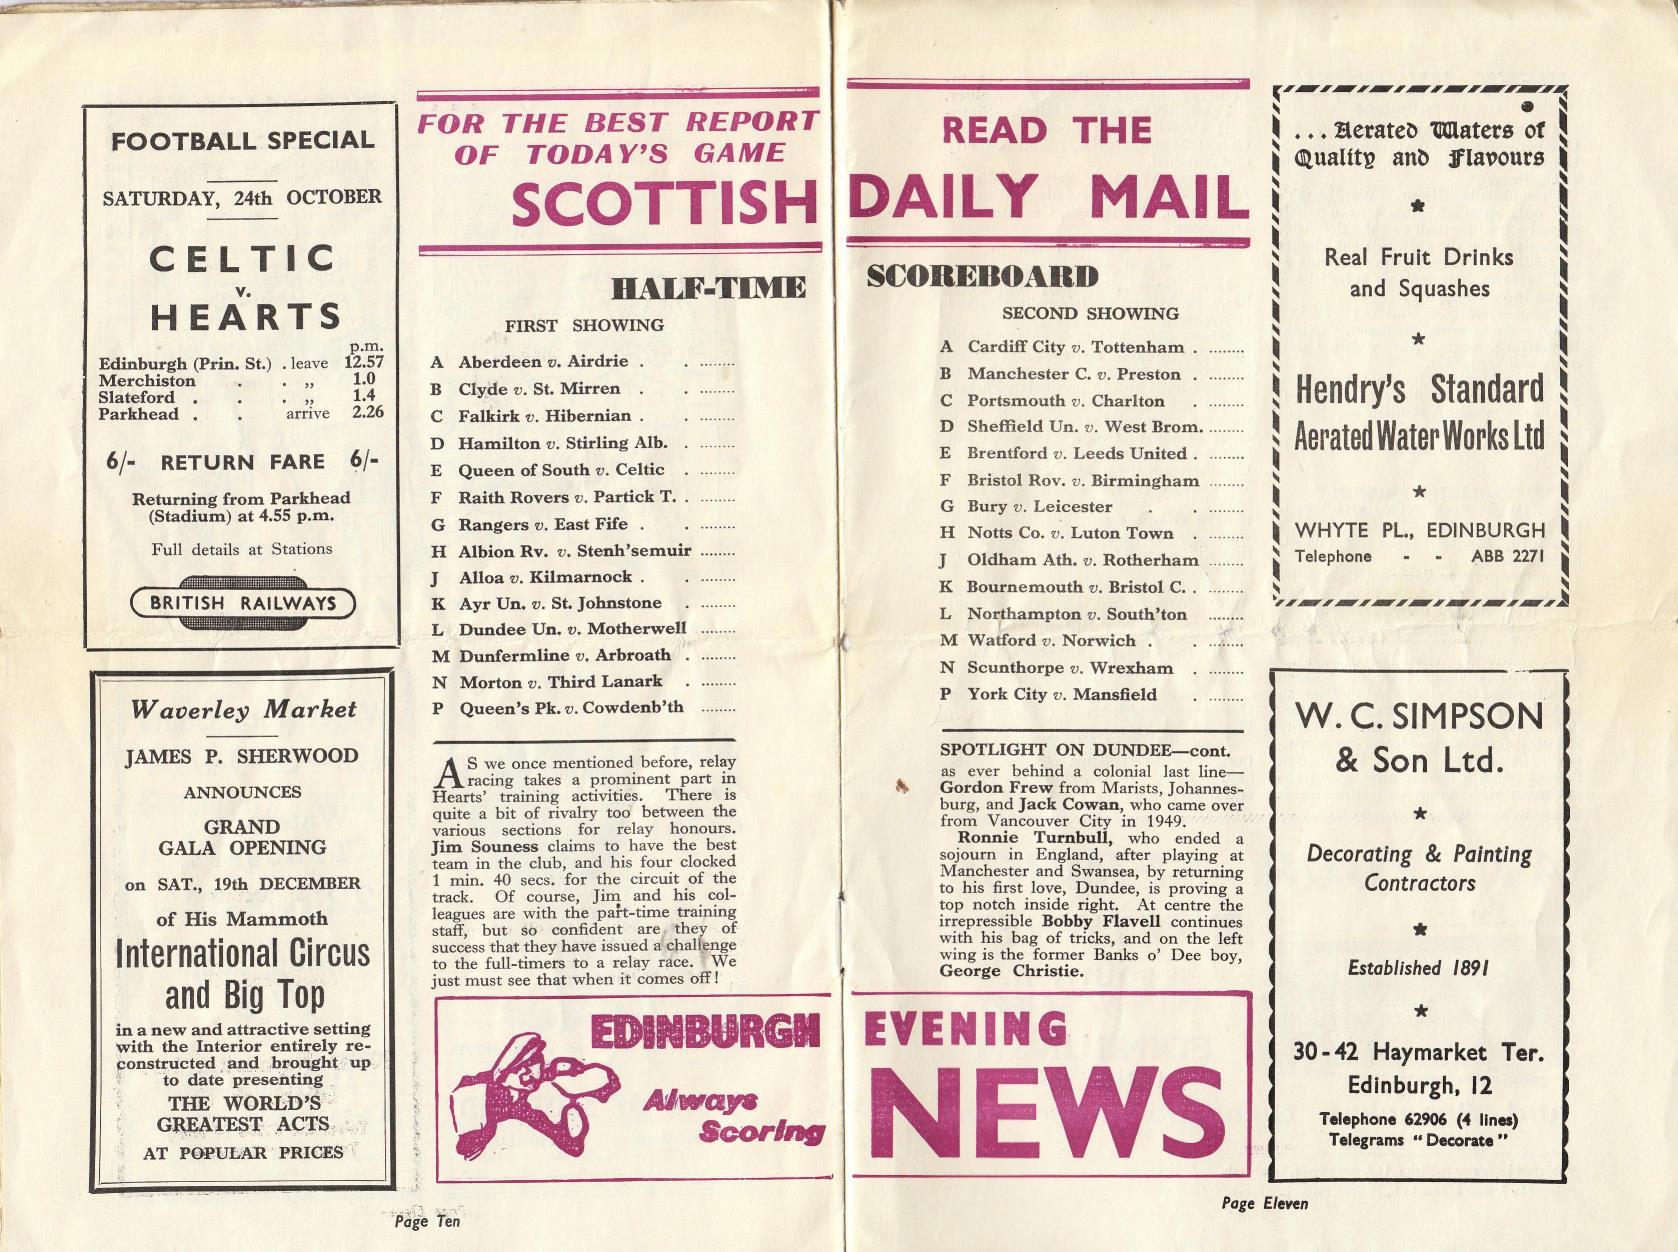 FOOTBALL SPECIAL
SATURDAY, 24th OCTOBER
CELTIC
v.
HEARTS
p.m.
Edinburgh (Prin. St.) . leave 12.57
Merchiston . . „ 1.0
Slateford . . . „ 1.4
Parkhead . . arrive 2.26
6/- RETURN FARE 6/-
Returning from Parkhead
(Stadium) at 4.55 p.m.
Full details at Stations
BRITISH RAILWAYS
Waverley Market
JAMES P. SHERWOOD
ANNOUNCES
GRAND
GALA OPENING
on SAT., 19th DECEMBER
of His Mammoth
International Circus
and Big Top
in a new and attractive setting
with the Interior entirely re-
constructed and brought up
to date presenting
THE WORLD'S
GREATEST ACTS
AT POPULAR PRICES
FOR THE BEST REPORT
OF TODAY'S GAME
SCOTTISH
HALF-TIME
FIRST SHOWING
A Aberdeen v. Airdrie . . ........
B Clyde v. St. Mirren . . ........
C Falkirk v. Hibernian . . ........
D Hamilton v. Stirling Alb. . ........
E Queen of South v. Celtic . ........
F Raith Rovers v. Partick T. . ........
G Rangers v. East Fife . . ........
H Albion Rv. v. Stenh'semuir ........
J Alloa v. Kilmarnock . . ........
K Ayr Un. v. St. Johnstone . ........
L Dundee Un. v. Motherwell ........
M Dunfermline v. Arbroath . ........
N Morton v. Third Lanark . ........
P Queen's Pk. v. Cowdenb'th ........
AS we once mentioned before, relay
racing takes a prominent part in
Hearts' training activities. There is
quite a bit of rivalry too between the
various sections for relay honours.
Jim Souness claims to have the best
team in the club, and his four clocked
1 min. 40 secs. for the circuit of the
track. Of course, Jim and his col-
leagues are with the part-time training
staff, but so confident are they of
success that they have issued a challenge
to the full-timers to a relay race. We
just must see that when it comes off!
EDINBURGH
Always
Scoring
Page Ten
READ THE
DAILY MAIL
SCOREBOARD
SECOND SHOWING
A Cardiff City v. Tottenham . ........
B Manchester C. v. Preston . ........
C Portsmouth v. Charlton . ........
D Sheffield Un. v. West Brom. ........
E Brentford v. Leeds United . ........
F Bristol Rov. v. Birmingham ........
G Bury v. Leicester . . ........
H Notts Co. v. Luton Town . ........
J Oldham Ath. v. Rotherham ........
K Bournemouth v. Bristol C. . ........
L Northampton v. South'ton ........
M Watford v. Norwich . . ........
N Scunthorpe v. Wrexham . ........
P York City v. Mansfield . ........
SPOTLIGHT ON DUNDEE—cont.
as ever behind a colonial last line—
Gordon Frew from Marists, Johannes-
burg, and Jack Cowan, who came over
from Vancouver City in 1949.
Ronnie Turnbull, who ended a
sojourn in England, after playing at
Manchester and Swansea, by returning
to his first love, Dundee, is proving a
top notch inside right. At centre the
irrepressible Bobby Flavell continues
with his bag of tricks, and on the left
wing is the former Banks o' Dee boy,
George Christie.
EVENING
NEWS
... Aerated Waters of
Quality and Flavours
Real Fruit Drinks
and Squashes
Hendry's Standard
Aerated Water Works Ltd
WHYTE PL., EDINBURGH
Telephone - - ABB 2271
W. C. SIMPSON
& Son Ltd.
Decorating & Painting
Contractors
Established 1891
30-42 Haymarket Ter.
Edinburgh, 12
Telephone 62906 (4 lines)
Telegrams "Decorate"
Page Eleven